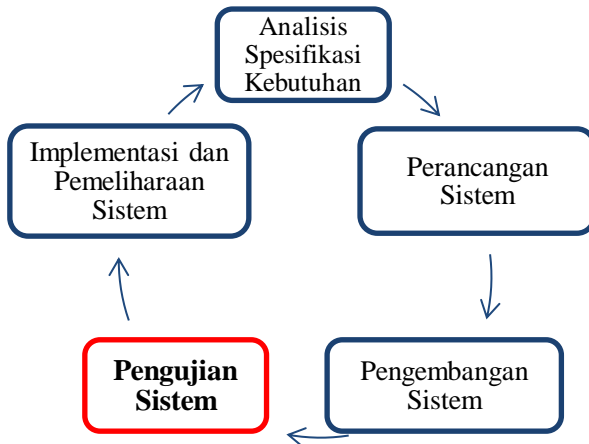 Analisis
Spesifikasi
Kebutuhan
Implementasi dan
Pemeliharaan
Sistem
Perancangan
Sistem
Pengujian
Sistem
Pengembangan
Sistem